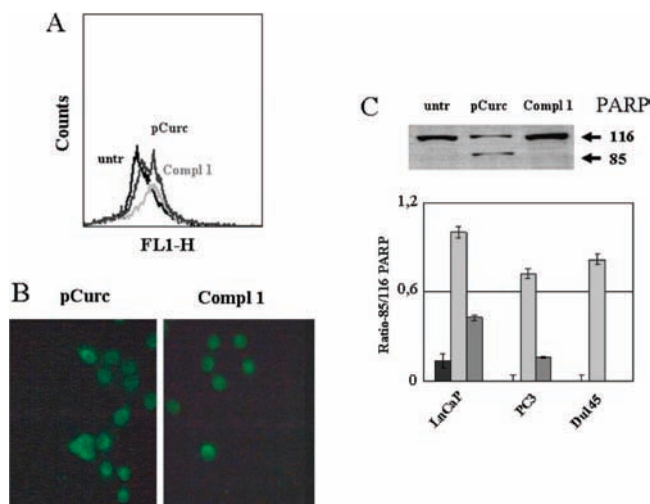 A
Counts
pCurc
untr
Compl 1
FL1-H
B
pCurc
Compl 1
C
untr pCurc Compl 1 PARP
116
85
1,2
0,6
0
Ratio-85/116 PARP
LnCaP
PC3
Du145